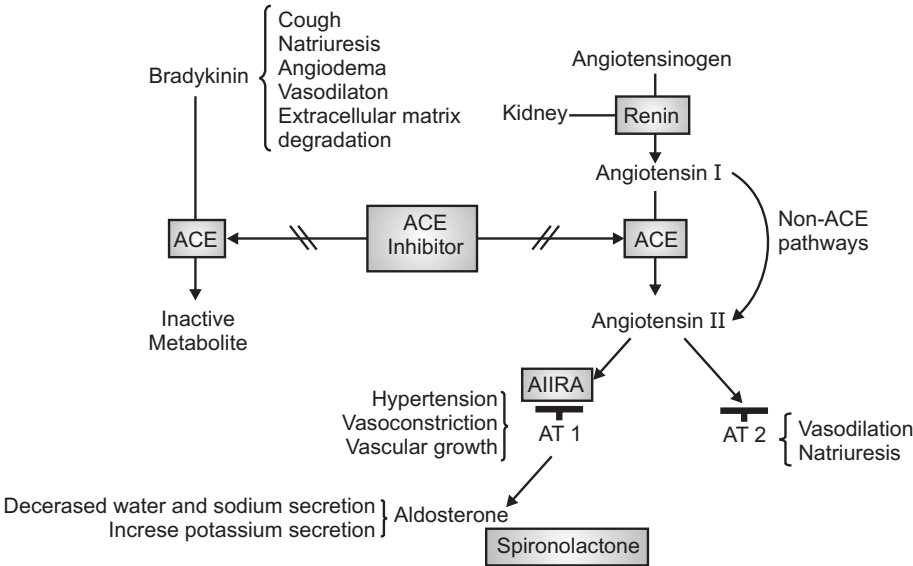 Cough
Natriuresis
Angiodema
Vasodilaton
Extracellular matrix
degradation
Bradykinin
Angiotensinogen
Kidney
Renin
Angiotensin I
Non-ACE
pathways
ACE
ACE
Inhibitor
ACE
Inactive
Metabolite
Angiotensin II
AIIRA
Hypertension
Vasoconstriction
Vascular growth
AT 1
AT 2
Vasodilation
Natriuresis
Decerased water and sodium secretion
Increse potassium secretion
Aldosterone
Spironolactone